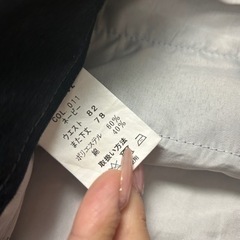 COL 011
ネービー
ウエスト 82
また下丈 78
ポリエステル 60%
綿 40%
取扱い方法